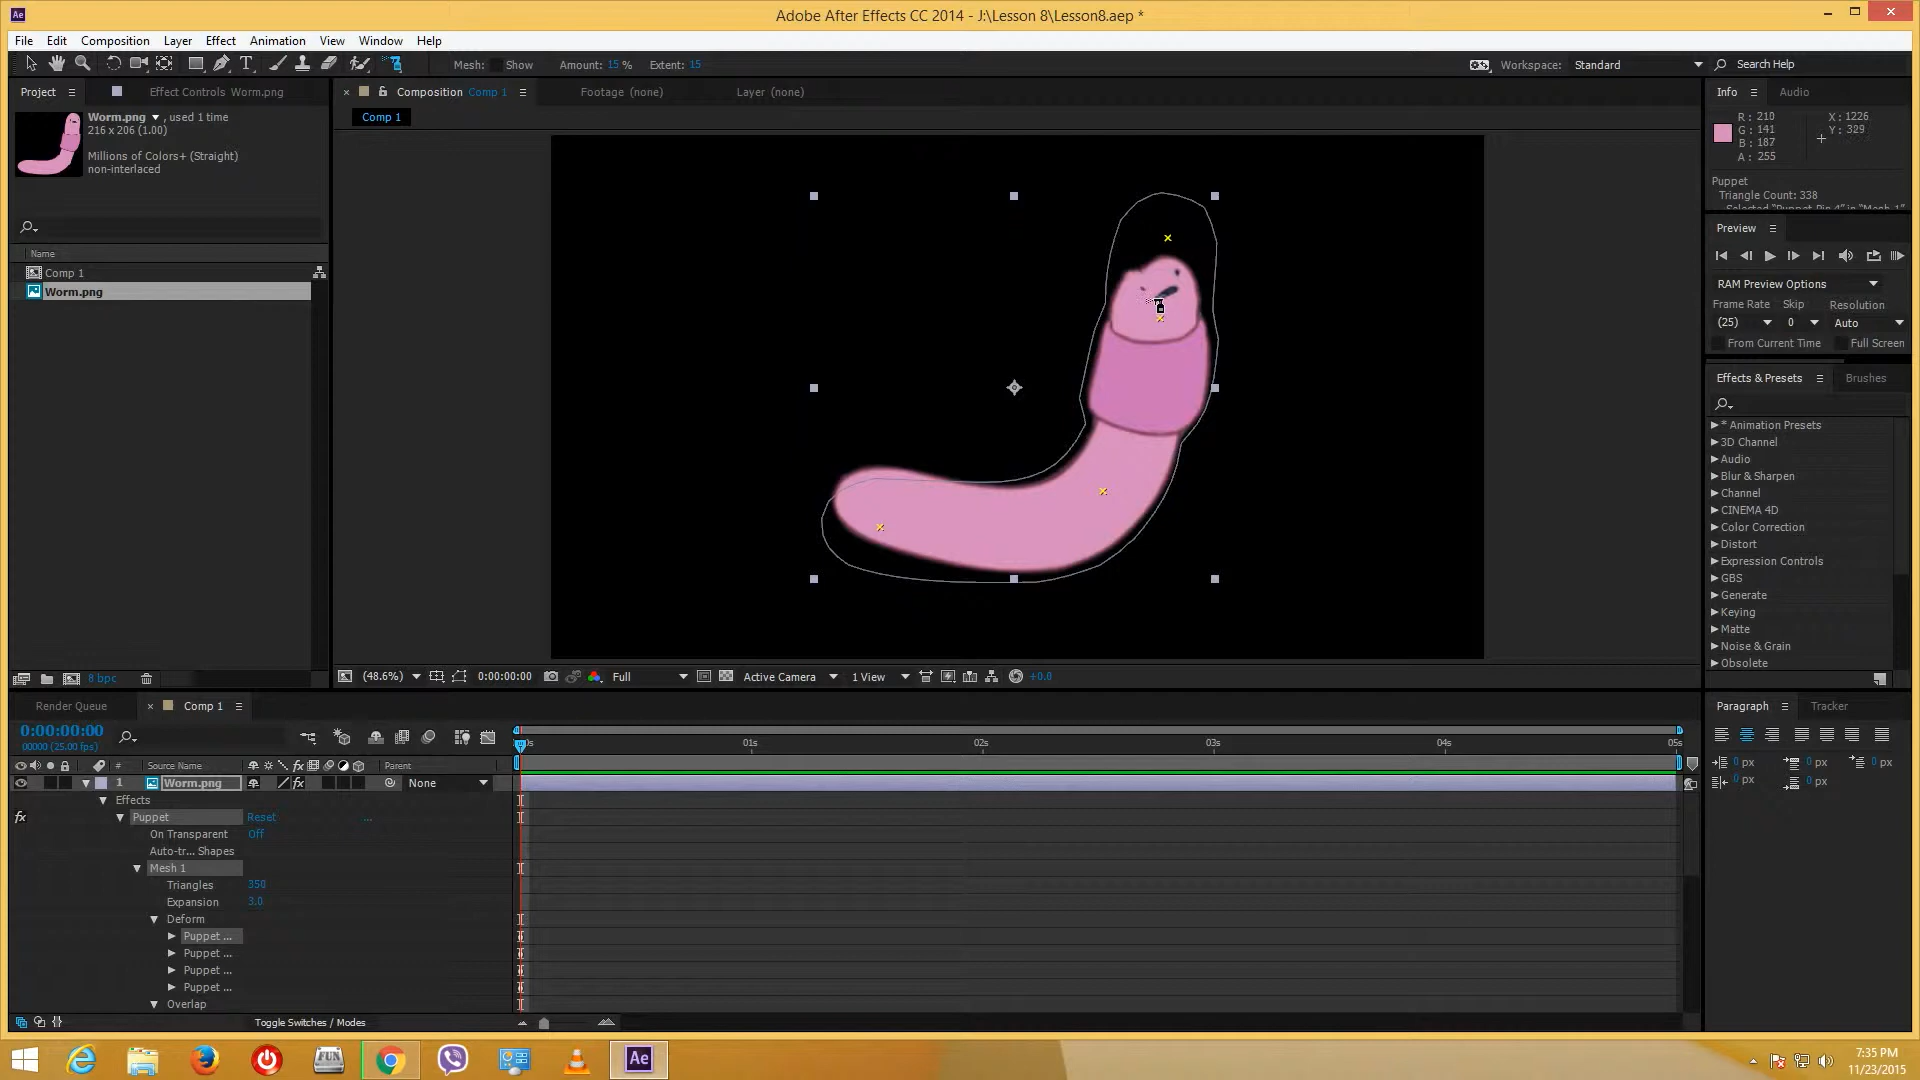 Adobe After Effects CC 2014 - J:\Lesson 8\Lesson8.aep *
File Edit Composition Layer Effect Animation View Window Help
Mesh: Show Amount: 15 % Extent: 15
Workspace: Standard
Search Help
Project
Effect Controls Worm.png
Worm.png , used 1 time
216 x 206 (1.00)
Millions of Colors+ (Straight)
non-interlaced
Name
Comp 1
Worm.png
8 bpc
Composition Comp 1
Footage (none)
Layer (none)
Comp 1
(48.6%)
0:00:00:00
Full
Active Camera
1 View
+0.0
Info
Audio
R: 210
G: 141
B: 187
A: 255
X: 1226
Y: 329
Puppet
Triangle Count: 338
Selected "Puppet Pin 4" in "Mesh 1"
Preview
RAM Preview Options
Frame Rate Skip Resolution
(25) 0 Auto
From Current Time Full Screen
Effects & Presets
Brushes
* Animation Presets
3D Channel
Audio
Blur & Sharpen
Channel
CINEMA 4D
Color Correction
Distort
Expression Controls
GBS
Generate
Keying
Matte
Noise & Grain
Obsolete
Render Queue
Comp 1
0:00:00:00
00000 (25.00 fps)
# Source Name
Parent
01s 02s 03s 04s 05s
1 Worm.png
None
Effects
fx Puppet Reset ...
On Transparent Off
Auto-tr... Shapes
Mesh 1
Triangles 350
Expansion 3.0
Deform
Puppet ...
Puppet ...
Puppet ...
Puppet ...
Overlap
Toggle Switches / Modes
Paragraph
Tracker
0 px 0 px 0 px
0 px 0 px
FUN
Ae
7:35 PM
11/23/2015